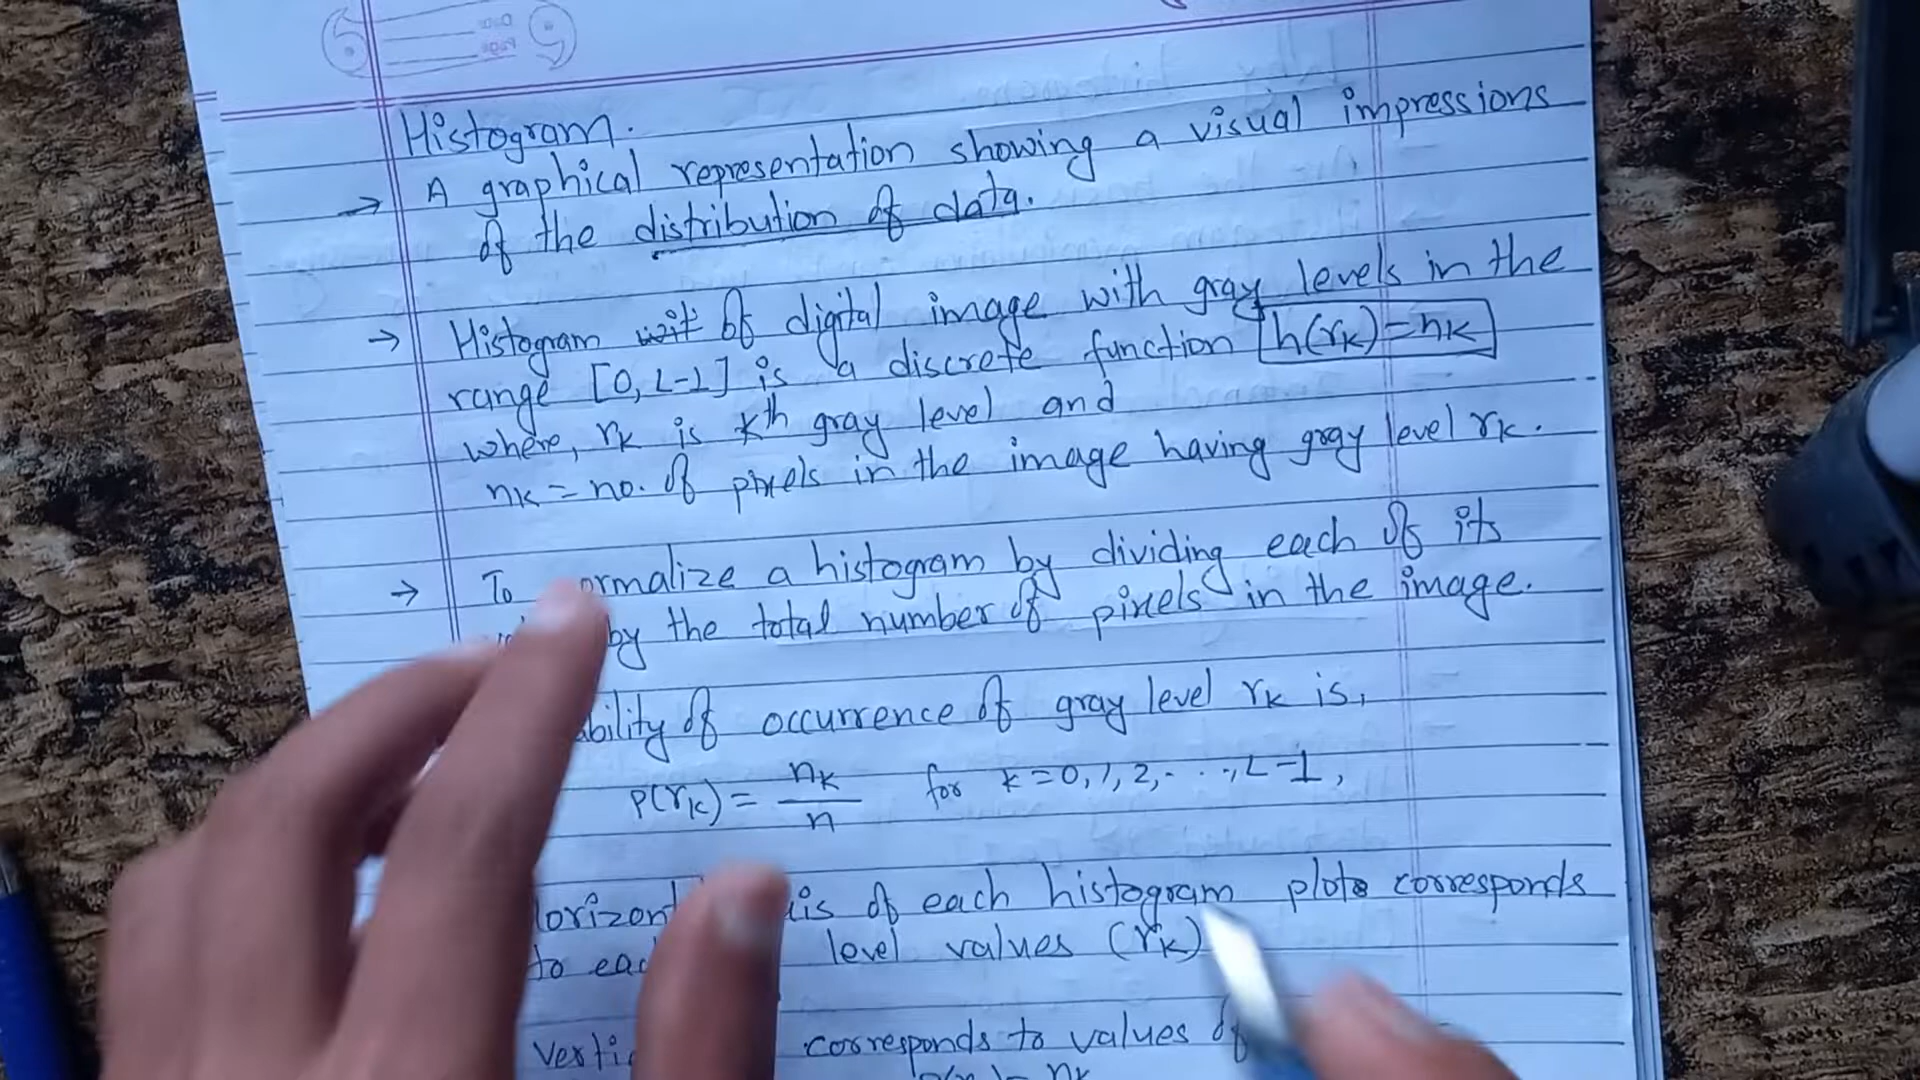 Histogram.
→ A graphical representation showing a visual impressions
of the distribution of data.
→ Histogram of digital image with gray levels in the
range [0, L-1] is a discrete function h(rk)=nk
where, rk is kth gray level and
nk = no. of pixels in the image having gray level rk.
→ To ormalize a histogram by dividing each of its
by the total number of pixels in the image.
ability of occurrence of gray level rk is,
P(rk) = nk/n for k=0,1,2,...,L-1,
orizont is of each histogram plots corresponds
to eac level values (rk)
Verti corresponds to values of
nk